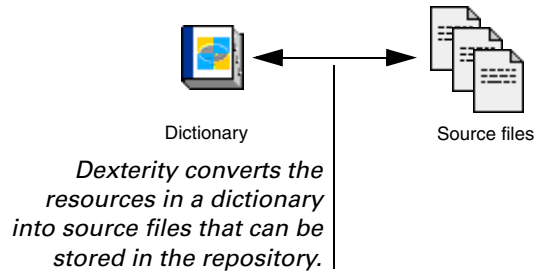 Dictionary
Source files
Dexterity converts the
resources in a dictionary
into source files that can be
stored in the repository.